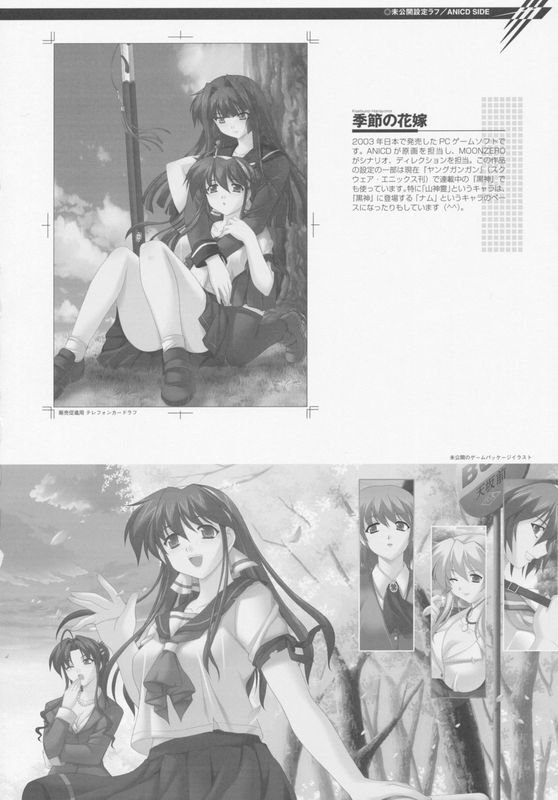 ◎未公開設定ラフ／ANICD SIDE
季節の花嫁
2003年日本で発売したPCゲームソフトで
す。ANICDが原画を担当し、MOONZERO
がシナリオ、ディレクションを担当。この作品
の設定の一部は現在「ヤングガンガン」（スク
ウェア・エニックス刊）で連載中の「黒神」で
も使っています。特に「山神霊」というキャラは、
「黒神」に登場する「ナム」というキャラのベー
スになったりもしています（^^）。
販売促進用 テレフォンカードラフ
未公開のゲームパッケージイラスト